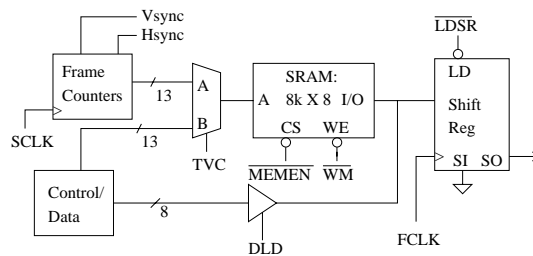 Vsync
Hsync
LDSR
Frame
Counters
13
A
B
SRAM:
8k X 8 I/O
A
CS WE
LD
Shift
Reg
SI SO
SCLK
13
TVC
MEMEN
WM
Control/
Data
8
DLD
FCLK